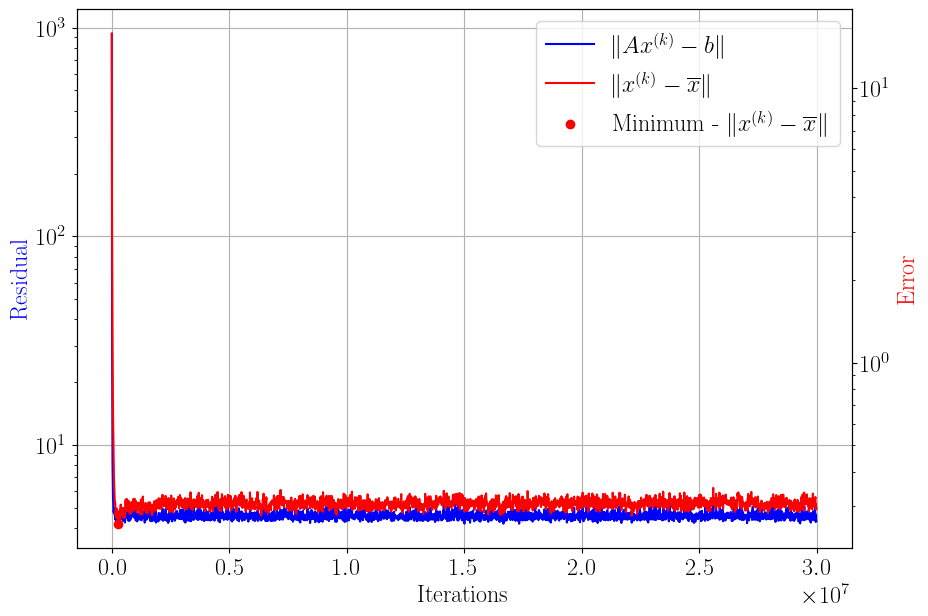 ‖Ax^(k) − b‖
‖x^(k) − x̅‖
Minimum - ‖x^(k) − x̅‖
10^3
10^2
10^1
Residual
10^1
10^0
Error
0.0 0.5 1.0 1.5 2.0 2.5 3.0
Iterations
×10^7